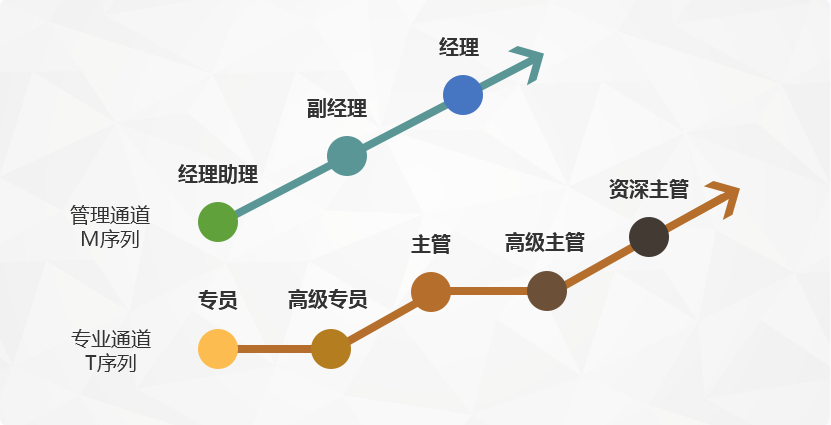 经理
副经理
经理助理
管理通道
M序列
资深主管
主管
高级主管
专员
高级专员
专业通道
T序列